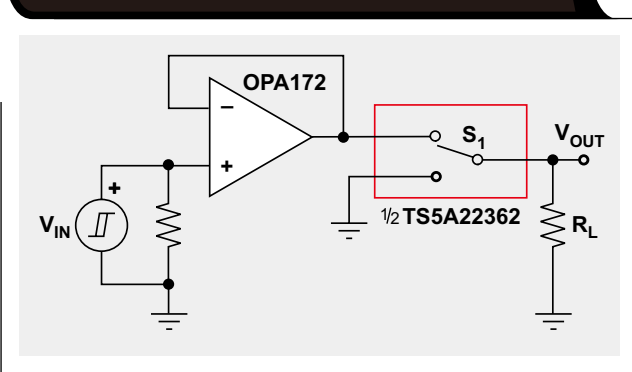 OPA172
−
+
S1
VOUT
+
VIN
½ TS5A22362
RL